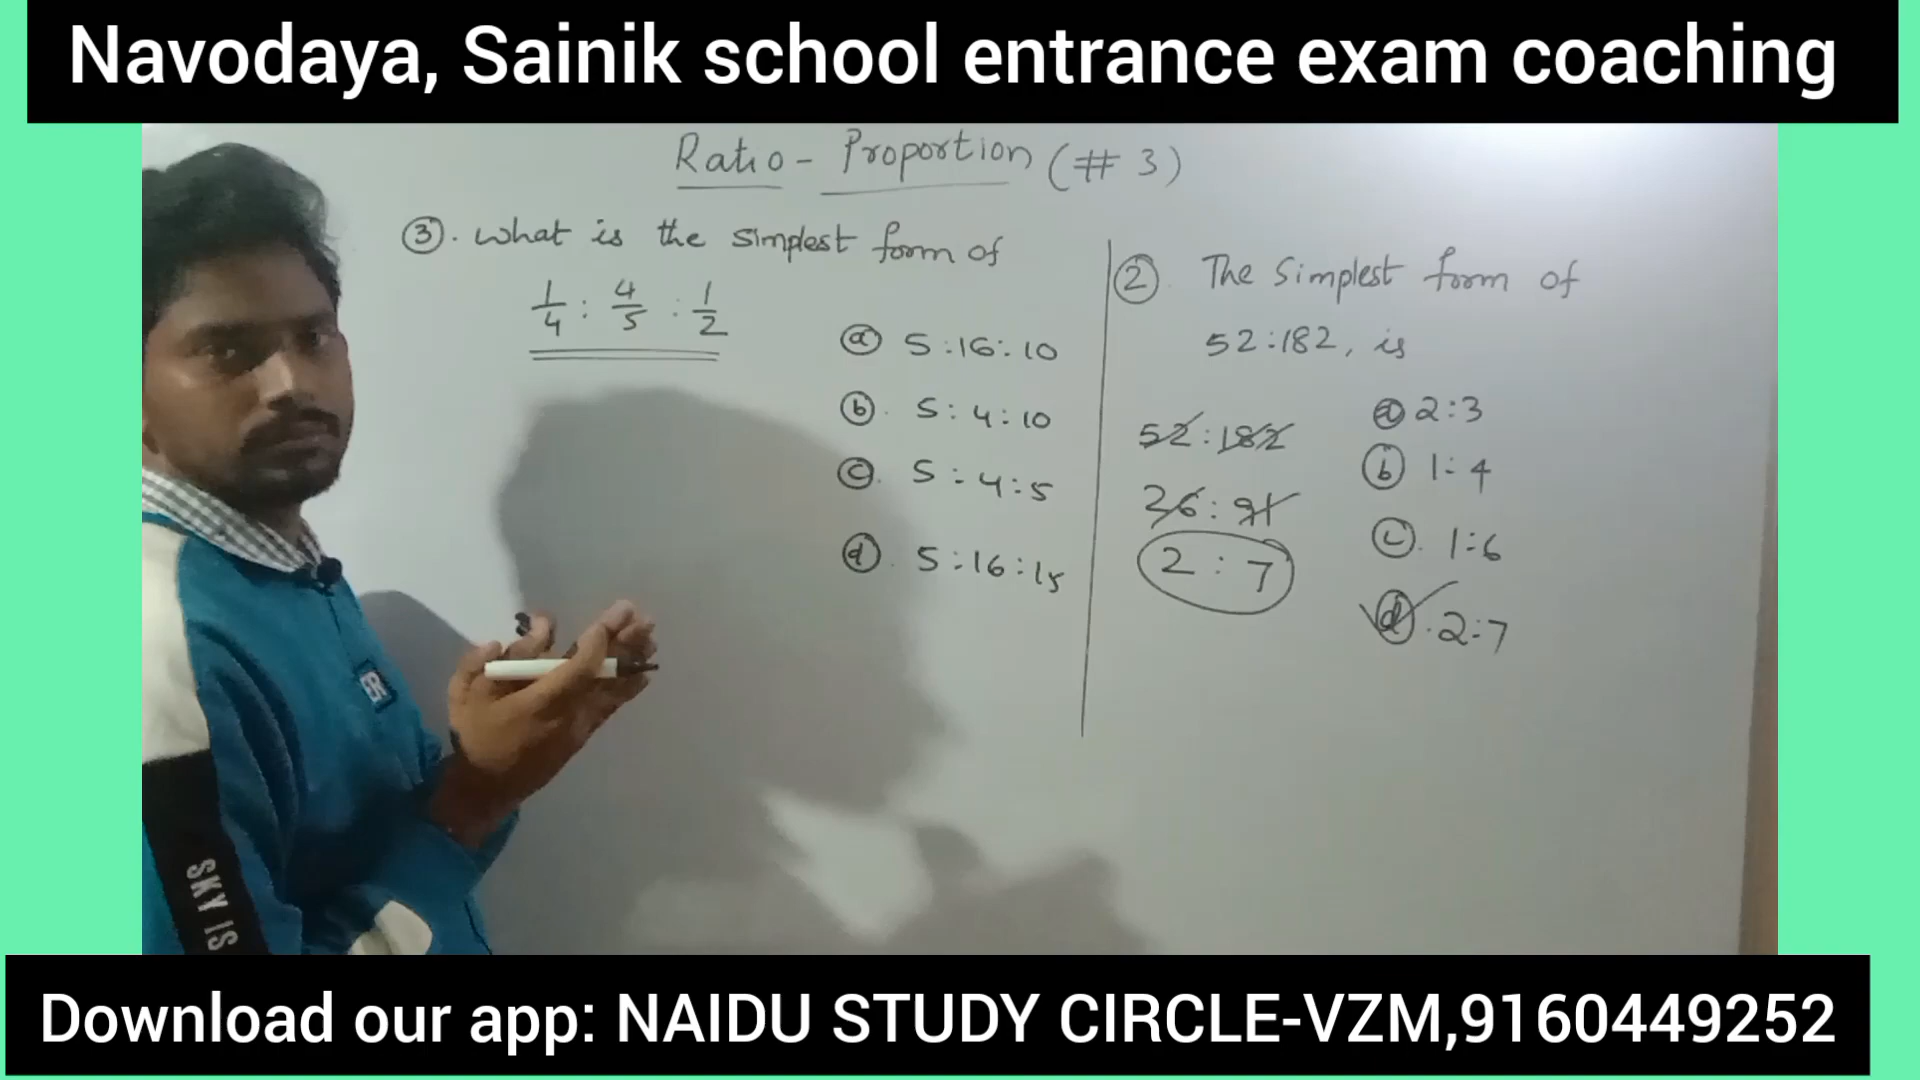 Navodaya, Sainik school entrance exam coaching
Ratio - Proportion (# 3)
③. What is the simplest form of
1/4 : 4/5 : 1/2
ⓐ 5:16:10
ⓑ. 5:4:10
ⓒ. 5:4:5
ⓓ. 5:16:15
② The Simplest form of
52:182, is
52:182
26:91
2:7
ⓐ 2:3
ⓑ 1:4
ⓒ. 1:6
ⓓ. 2:7
ER
SKY IS
Download our app: NAIDU STUDY CIRCLE-VZM,9160449252